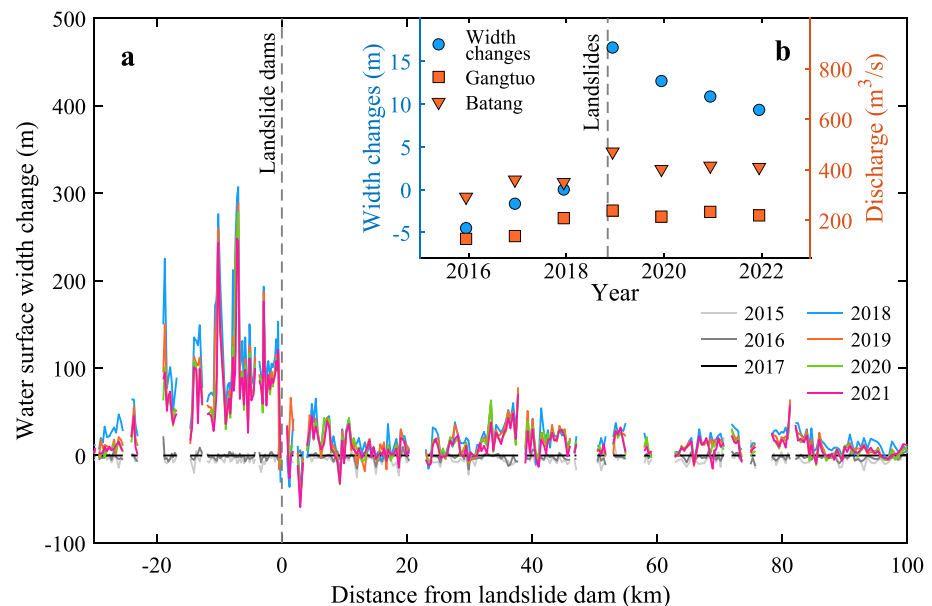 a
b
Water surface width change (m)
500
400
300
200
100
0
-100
-20
0
20
40
60
80
100
Distance from landslide dam (km)
Landslide dams
Width changes (m)
15
10
5
0
-5
Width
changes
Gangtuo
Batang
Landslides
800
600
400
200
Discharge (m³/s)
2016
2018
2020
2022
Year
2015
2016
2017
2018
2019
2020
2021